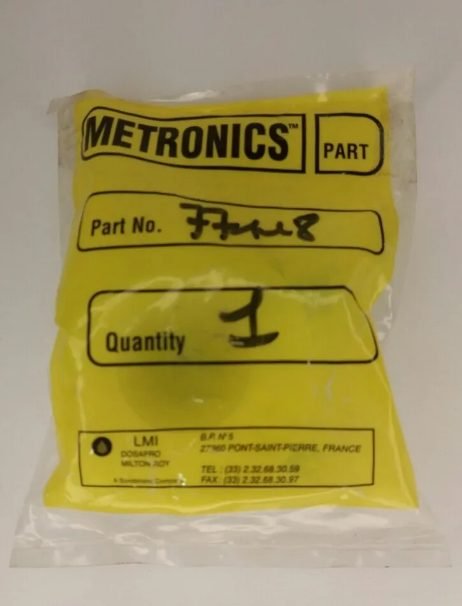 METRONICS™ PART
Part No.
Quantity 1
LMI
DOSAPRO
MILTON ROY
A Sundstrand Company
B.P. N° 5
27360 PONT-SAINT-PIERRE, FRANCE
TEL : (33) 2.32.68.30.59
FAX : (33) 2.32.68.30.97